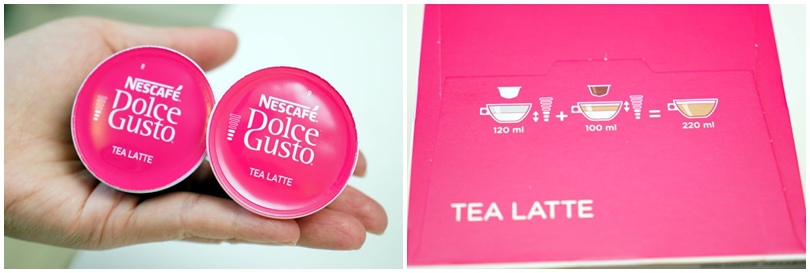 NESCAFÉ
Dolce
Gusto
TEA LATTE
NESCAFÉ
Dolce
Gusto
TEA LATTE
+ =
120 ml 100 ml 220 ml
TEA LATTE